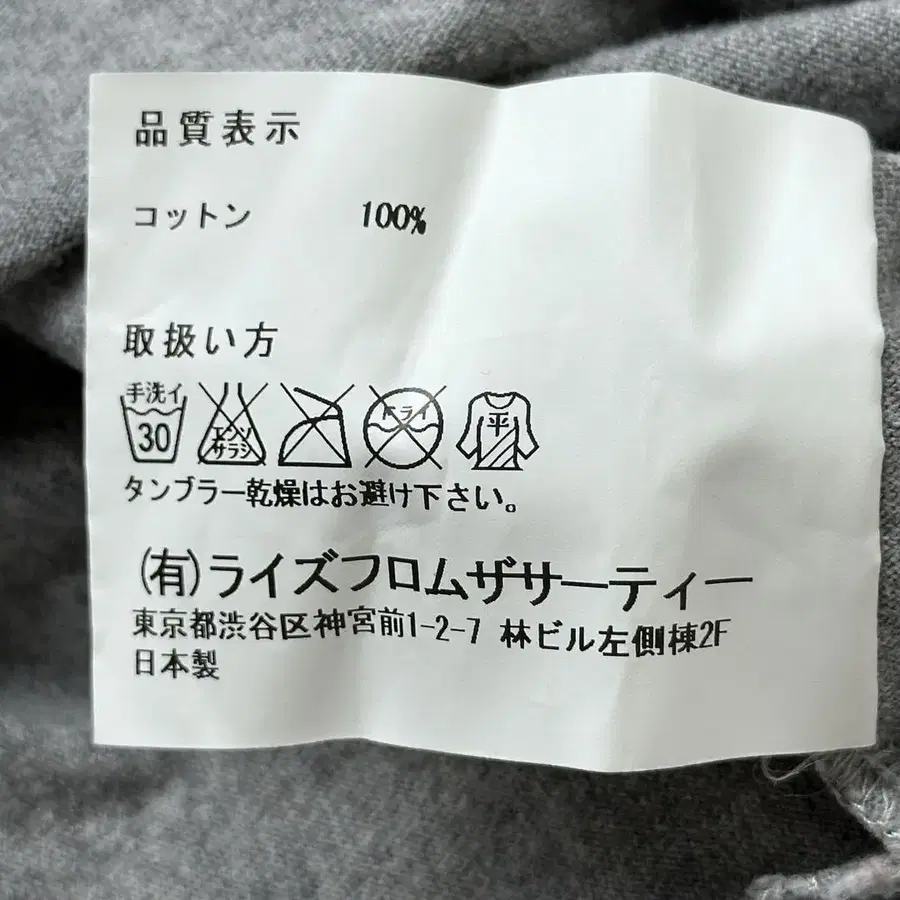 品質表示
コットン 100%
取扱い方
手洗イ 30 エンソサラシ ドライ 平
タンブラー乾燥はお避け下さい。
(有)ライズフロムザサーティー
東京都渋谷区神宮前1-2-7 林ビル左側棟2F
日本製